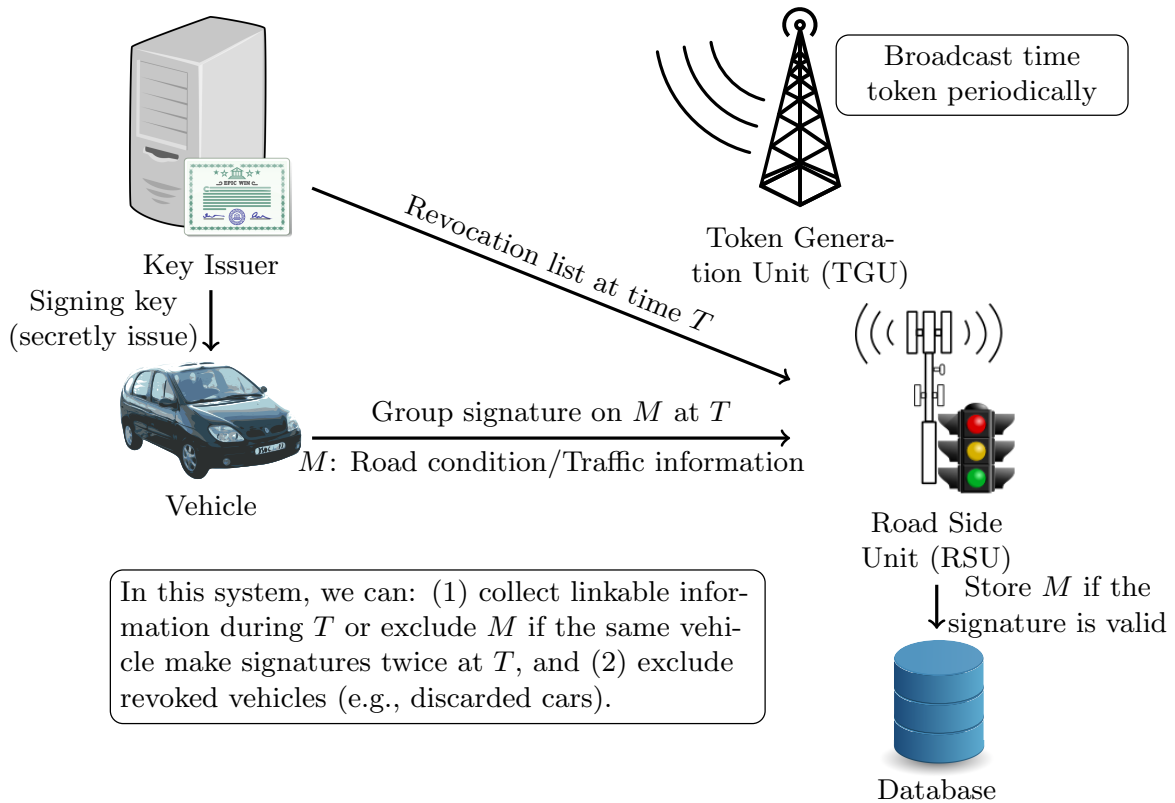 Broadcast time
token periodically
EPIC WIN
Key Issuer
Token Genera-
tion Unit (TGU)
Revocation list at time T
Signing key
(secretly issue)
Group signature on M at T
M: Road condition/Traffic information
Vehicle
Road Side
Unit (RSU)
Store M if the
signature is valid
In this system, we can: (1) collect linkable infor-
mation during T or exclude M if the same vehi-
cle make signatures twice at T, and (2) exclude
revoked vehicles (e.g., discarded cars).
Database